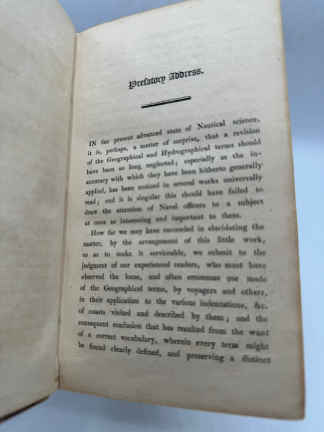 Prefatory Address.
IN the present advanced state of Nautical science,
it is, perhaps, a matter of surprise, that a revision
of the Geographical and Hydrographical terms should
have been so long neglected; especially as the in-
accuracy with which they have been hitherto generally
applied, has been noticed in several works universally
read; and it is singular this should have failed to
draw the attention of Naval officers to a subject
at once so interesting and important to them.
How far we may have succeeded in elucidating the
matter, by the arrangement of this little work,
so as to make it serviceable, we submit to the
judgment of our experienced readers, who must have
observed the loose, and often erroneous use made
of the Geographical terms, by voyagers and others,
in their application to the various indentations, &c.
of coasts visited and described by them; and the
consequent confusion that has resulted from the want
of a correct vocabulary, wherein every term might
be found clearly defined, and preserving a distinct